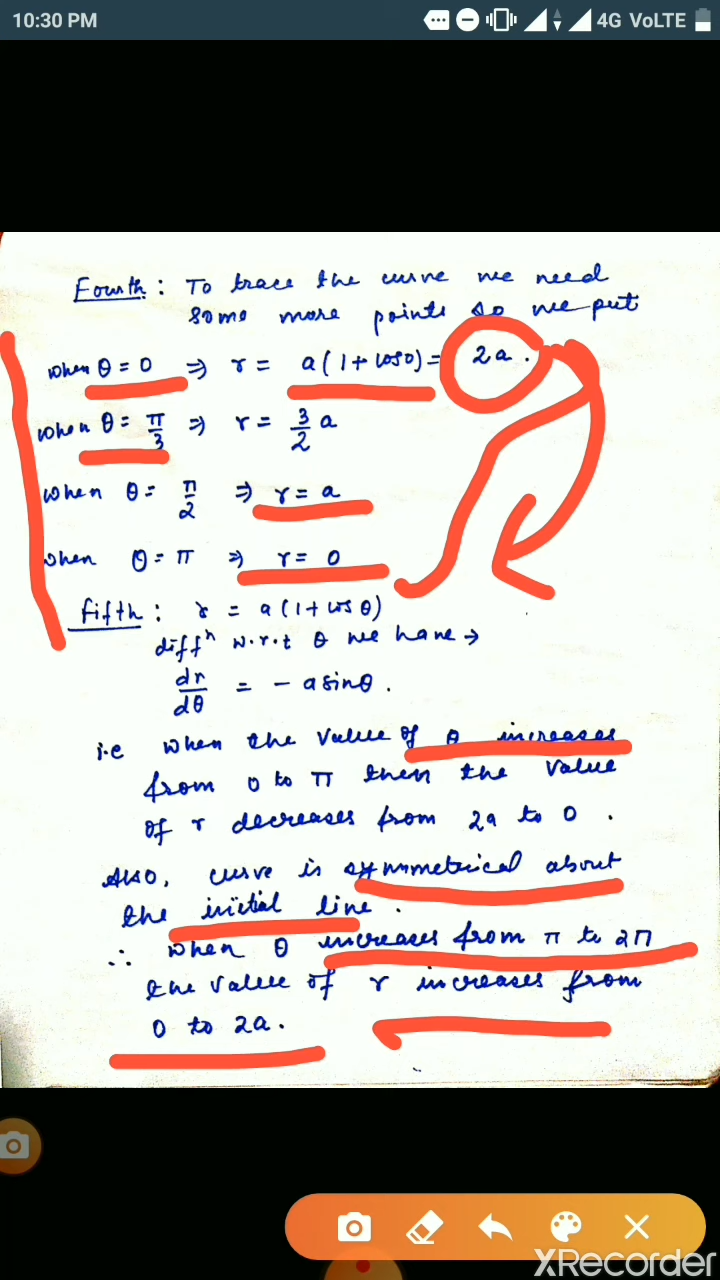 10:30 PM
4G VoLTE
Fourth : To trace the curve we need
some more points so we put
when θ = 0 ⇒ r = a(1+cos0) = 2a.
when θ = π/3 ⇒ r = 3/2 a
when θ = π/2 ⇒ r = a
when θ = π ⇒ r = 0
fifth : r = a(1+cosθ)
diffⁿ w.r.t θ we have →
dr/dθ = - a sinθ.
i.e when the value of θ increases
from 0 to π then the value
of r decreases from 2a to 0 .
Also, curve is symmetrical about
the initial line .
∴ when θ increases from π to 2π
the value of r increases from
0 to 2a.
XRecorder